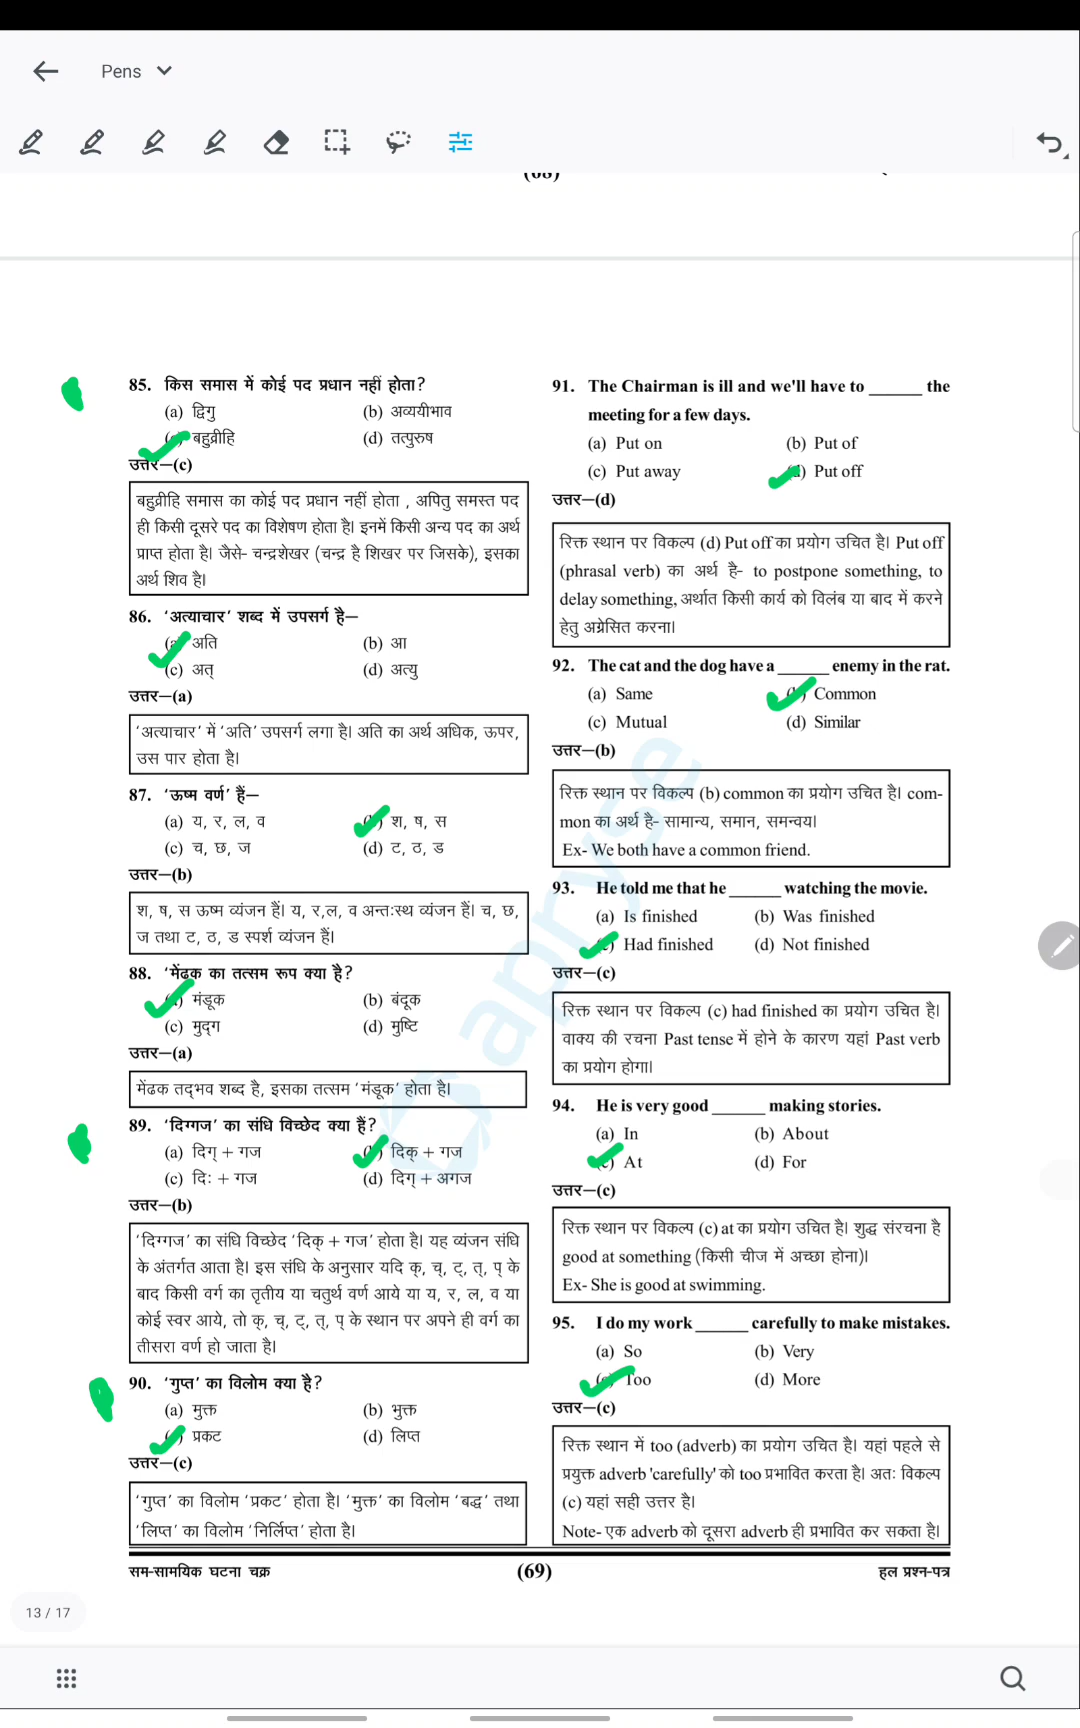 Pens
85. किस समास में कोई पद प्रधान नहीं होता?
(a) द्विगु (b) अव्ययीभाव
बहुव्रीहि (d) तत्पुरुष
उत्तर—(c)
बहुव्रीहि समास का कोई पद प्रधान नहीं होता , अपितु समस्त पद
ही किसी दूसरे पद का विशेषण होता है। इनमें किसी अन्य पद का अर्थ
प्राप्त होता है। जैसे- चन्द्रशेखर (चन्द्र है शिखर पर जिसके), इसका
अर्थ शिव है।
86. ‘अत्याचार’ शब्द में उपसर्ग है—
(a) अति (b) आ
(c) अत् (d) अत्यु
उत्तर—(a)
‘अत्याचार’ में ‘अति’ उपसर्ग लगा है। अति का अर्थ अधिक, ऊपर,
उस पार होता है।
87. ‘ऊष्म वर्ण’ हैं—
(a) य, र, ल, व श, ष, स
(c) च, छ, ज (d) ट, ठ, ड
उत्तर—(b)
श, ष, स ऊष्म व्यंजन हैं। य, र,ल, व अन्तःस्थ व्यंजन हैं। च, छ,
ज तथा ट, ठ, ड स्पर्श व्यंजन हैं।
88. ‘मेंढक का तत्सम रूप क्या है?
मंडूक (b) बंदूक
(c) मुद्ग (d) मुष्टि
उत्तर—(a)
मेंढक तद्भव शब्द है, इसका तत्सम ‘मंडूक’ होता है।
89. ‘दिग्गज’ का संधि विच्छेद क्या हैं?
(a) दिग् + गज दिक् + गज
(c) दिः + गज (d) दिग् + अगज
उत्तर—(b)
‘दिग्गज’ का संधि विच्छेद ‘दिक् + गज’ होता है। यह व्यंजन संधि
के अंतर्गत आता है। इस संधि के अनुसार यदि क्, च्, ट्, त्, प् के
बाद किसी वर्ग का तृतीय या चतुर्थ वर्ण आये या य, र, ल, व या
कोई स्वर आये, तो क्, च्, ट्, त्, प् के स्थान पर अपने ही वर्ग का
तीसरा वर्ण हो जाता है।
90. ‘गुप्त’ का विलोम क्या है?
(a) मुक्त (b) भुक्त
प्रकट (d) लिप्त
उत्तर—(c)
‘गुप्त’ का विलोम ‘प्रकट’ होता है। ‘मुक्त’ का विलोम ‘बद्ध’ तथा
‘लिप्त’ का विलोम ‘निर्लिप्त’ होता है।
91. The Chairman is ill and we'll have to ______ the
meeting for a few days.
(a) Put on (b) Put of
(c) Put away Put off
उत्तर—(d)
रिक्त स्थान पर विकल्प (d) Put off का प्रयोग उचित है। Put off
(phrasal verb) का अर्थ है- to postpone something, to
delay something, अर्थात किसी कार्य को विलंब या बाद में करने
हेतु अग्रेसित करना।
92. The cat and the dog have a ______ enemy in the rat.
(a) Same Common
(c) Mutual (d) Similar
उत्तर—(b)
रिक्त स्थान पर विकल्प (b) common का प्रयोग उचित है। com-
mon का अर्थ है- सामान्य, समान, समन्वय।
Ex- We both have a common friend.
93. He told me that he ______ watching the movie.
(a) Is finished (b) Was finished
Had finished (d) Not finished
उत्तर—(c)
रिक्त स्थान पर विकल्प (c) had finished का प्रयोग उचित है।
वाक्य की रचना Past tense में होने के कारण यहां Past verb
का प्रयोग होगा।
94. He is very good ______ making stories.
(a) In (b) About
At (d) For
उत्तर—(c)
रिक्त स्थान पर विकल्प (c) at का प्रयोग उचित है। शुद्ध संरचना है
good at something (किसी चीज में अच्छा होना)।
Ex- She is good at swimming.
95. I do my work ______ carefully to make mistakes.
(a) So (b) Very
Too (d) More
उत्तर—(c)
रिक्त स्थान में too (adverb) का प्रयोग उचित है। यहां पहले से
प्रयुक्त adverb 'carefully' को too प्रभावित करता है। अतः विकल्प
(c) यहां सही उत्तर है।
Note- एक adverb को दूसरा adverb ही प्रभावित कर सकता है।
apryse
सम-सामयिक घटना चक्र (69) हल प्रश्न-पत्र
13 / 17